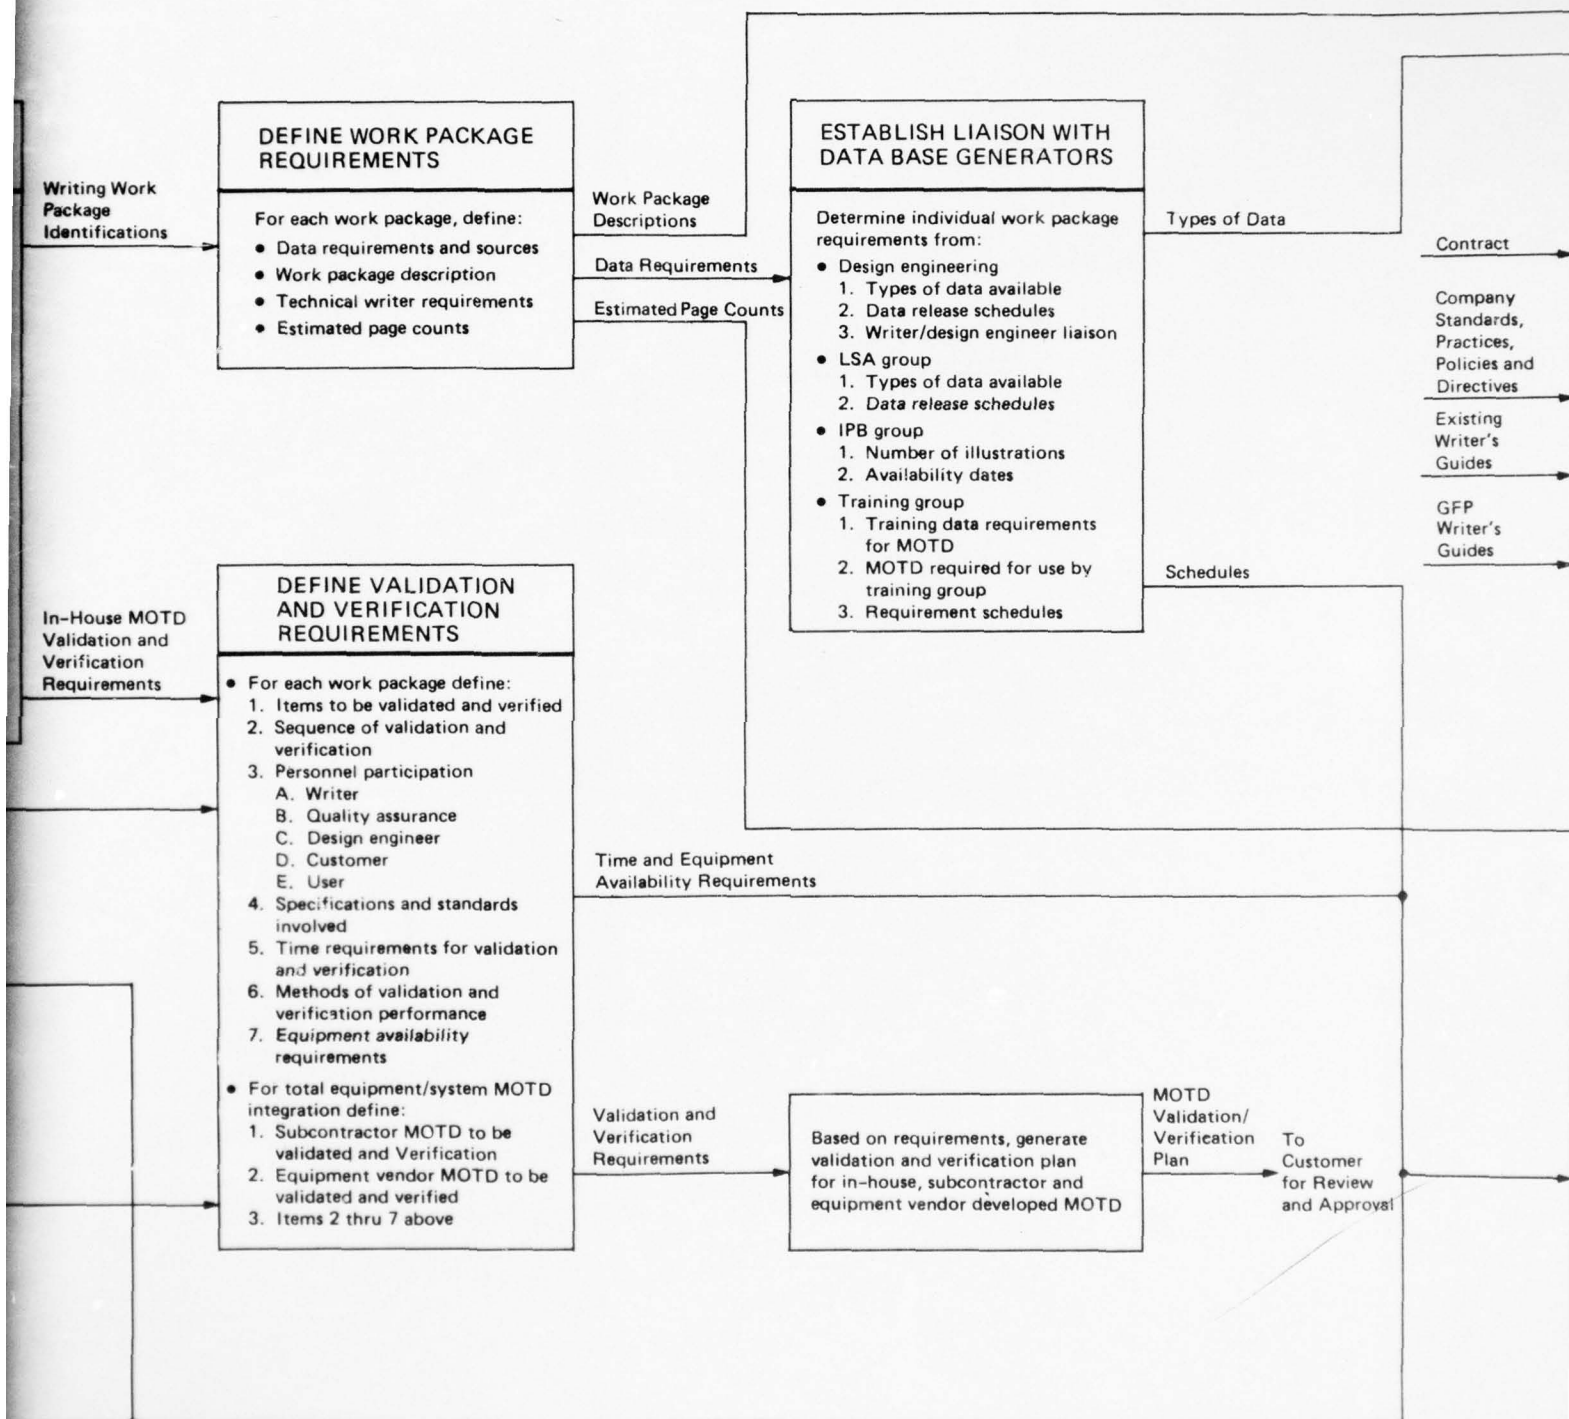 Writing Work
Package
Identifications
DEFINE WORK PACKAGE
REQUIREMENTS
For each work package, define:
• Data requirements and sources
• Work package description
• Technical writer requirements
• Estimated page counts
Work Package
Descriptions
Data Requirements
Estimated Page Counts
ESTABLISH LIAISON WITH
DATA BASE GENERATORS
Determine individual work package
requirements from:
• Design engineering
1. Types of data available
2. Data release schedules
3. Writer/design engineer liaison
• LSA group
1. Types of data available
2. Data release schedules
• IPB group
1. Number of illustrations
2. Availability dates
• Training group
1. Training data requirements
for MOTD
2. MOTD required for use by
training group
3. Requirement schedules
Types of Data
Schedules
Contract
Company
Standards,
Practices,
Policies and
Directives
Existing
Writer's
Guides
GFP
Writer's
Guides
In-House MOTD
Validation and
Verification
Requirements
DEFINE VALIDATION
AND VERIFICATION
REQUIREMENTS
• For each work package define:
1. Items to be validated and verified
2. Sequence of validation and
verification
3. Personnel participation
A. Writer
B. Quality assurance
C. Design engineer
D. Customer
E. User
4. Specifications and standards
involved
5. Time requirements for validation
and verification
6. Methods of validation and
verification performance
7. Equipment availability
requirements
• For total equipment/system MOTD
integration define:
1. Subcontractor MOTD to be
validated and Verification
2. Equipment vendor MOTD to be
validated and verified
3. Items 2 thru 7 above
Time and Equipment
Availability Requirements
Validation and
Verification
Requirements
Based on requirements, generate
validation and verification plan
for in-house, subcontractor and
equipment vendor developed MOTD
MOTD
Validation/
Verification
Plan
To
Customer
for Review
and Approval